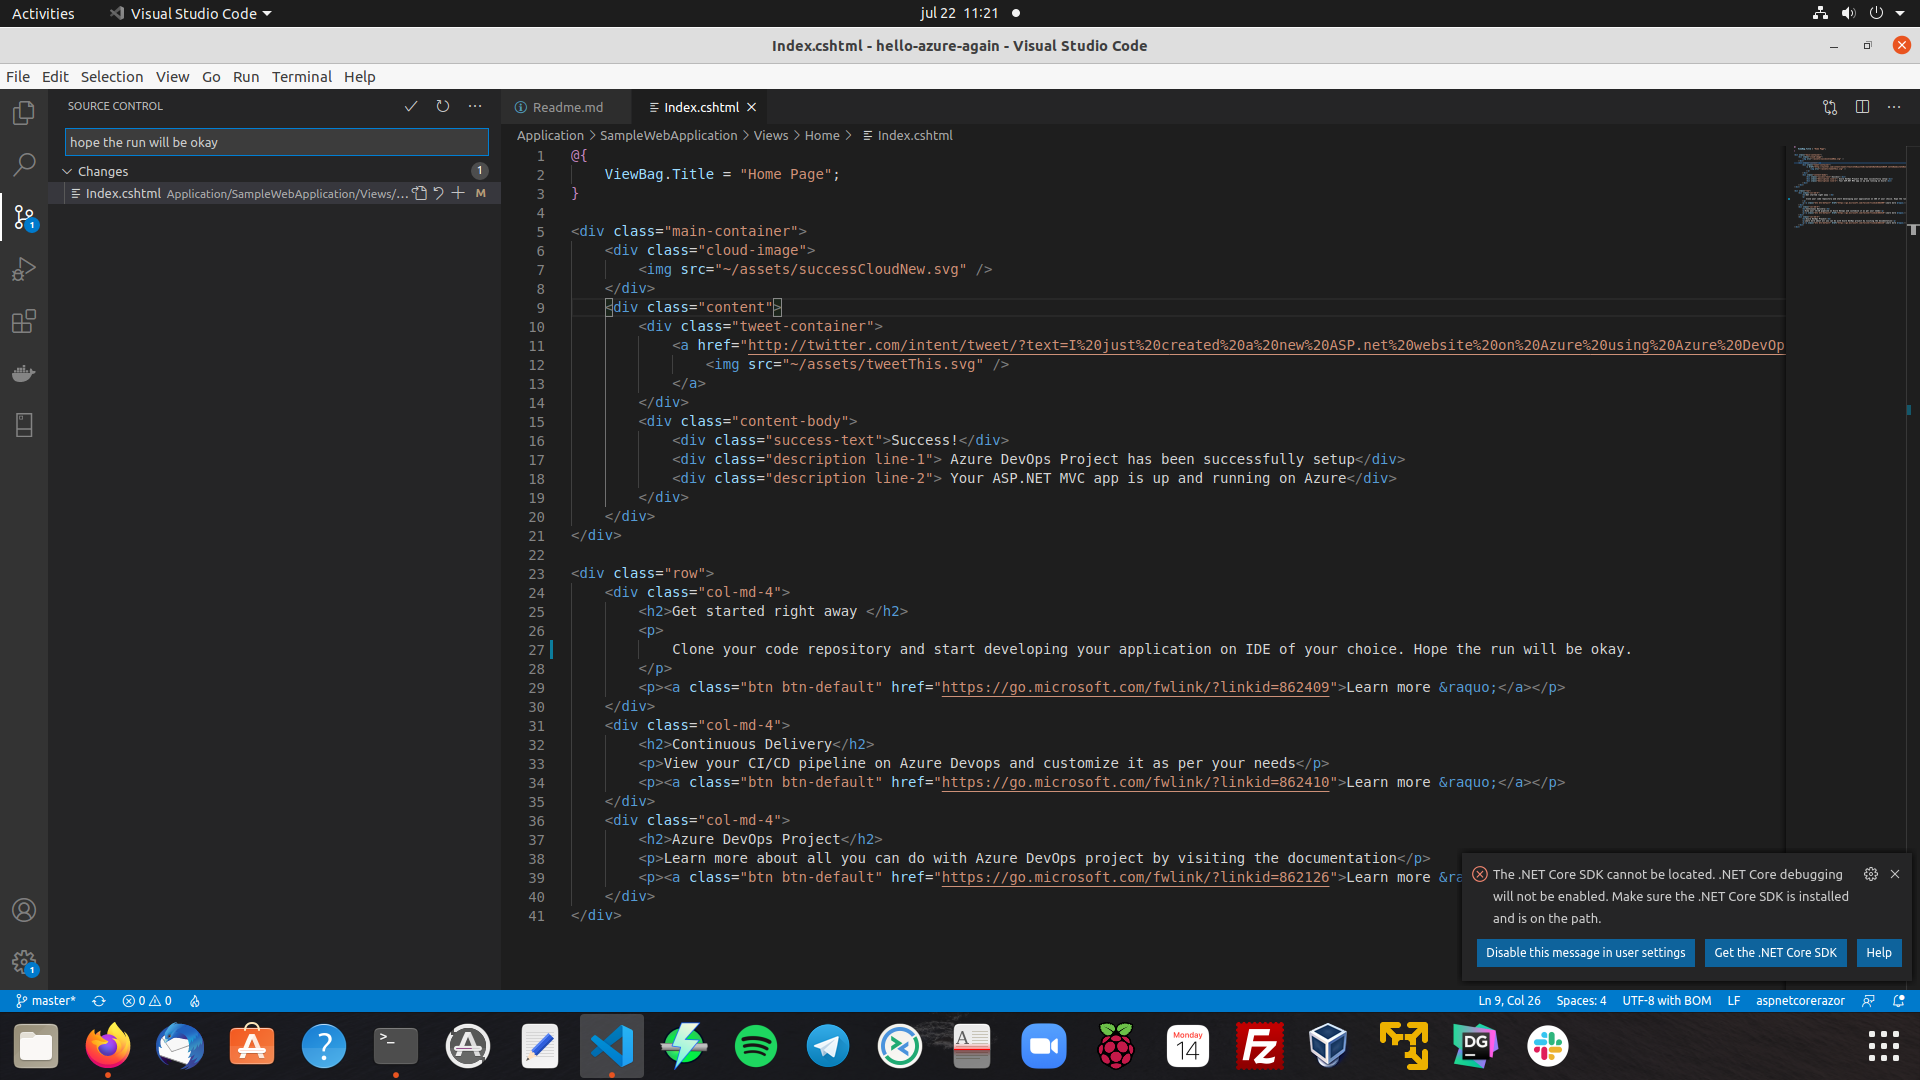 Activities
Visual Studio Code
jul 22 11:21
Index.cshtml - hello-azure-again - Visual Studio Code
File Edit Selection View Go Run Terminal Help
SOURCE CONTROL
hope the run will be okay
Changes 1
Index.cshtml Application/SampleWebApplication/Views/... M
1
1
Readme.md
Index.cshtml
Application > SampleWebApplication > Views > Home > Index.cshtml
1 @{
2 ViewBag.Title = "Home Page";
3 }
4
5 <div class="main-container">
6 <div class="cloud-image">
7 <img src="~/assets/successCloudNew.svg" />
8 </div>
9 <div class="content">
10 <div class="tweet-container">
11 <a href="http://twitter.com/intent/tweet/?text=I%20just%20created%20a%20new%20ASP.net%20website%20on%20Azure%20using%20Azure%20DevOp
12 <img src="~/assets/tweetThis.svg" />
13 </a>
14 </div>
15 <div class="content-body">
16 <div class="success-text">Success!</div>
17 <div class="description line-1"> Azure DevOps Project has been successfully setup</div>
18 <div class="description line-2"> Your ASP.NET MVC app is up and running on Azure</div>
19 </div>
20 </div>
21 </div>
22
23 <div class="row">
24 <div class="col-md-4">
25 <h2>Get started right away </h2>
26 <p>
27 Clone your code repository and start developing your application on IDE of your choice. Hope the run will be okay.
28 </p>
29 <p><a class="btn btn-default" href="https://go.microsoft.com/fwlink/?linkid=862409">Learn more &raquo;</a></p>
30 </div>
31 <div class="col-md-4">
32 <h2>Continuous Delivery</h2>
33 <p>View your CI/CD pipeline on Azure Devops and customize it as per your needs</p>
34 <p><a class="btn btn-default" href="https://go.microsoft.com/fwlink/?linkid=862410">Learn more &raquo;</a></p>
35 </div>
36 <div class="col-md-4">
37 <h2>Azure DevOps Project</h2>
38 <p>Learn more about all you can do with Azure DevOps project by visiting the documentation</p>
39 <p><a class="btn btn-default" href="https://go.microsoft.com/fwlink/?linkid=862126">Learn more &ra
40 </div>
41 </div>
The .NET Core SDK cannot be located. .NET Core debugging
will not be enabled. Make sure the .NET Core SDK is installed
and is on the path.
Disable this message in user settings
Get the .NET Core SDK
Help
master*
0 0
Ln 9, Col 26
Spaces: 4
UTF-8 with BOM
LF
aspnetcorerazor
Monday
14
DG